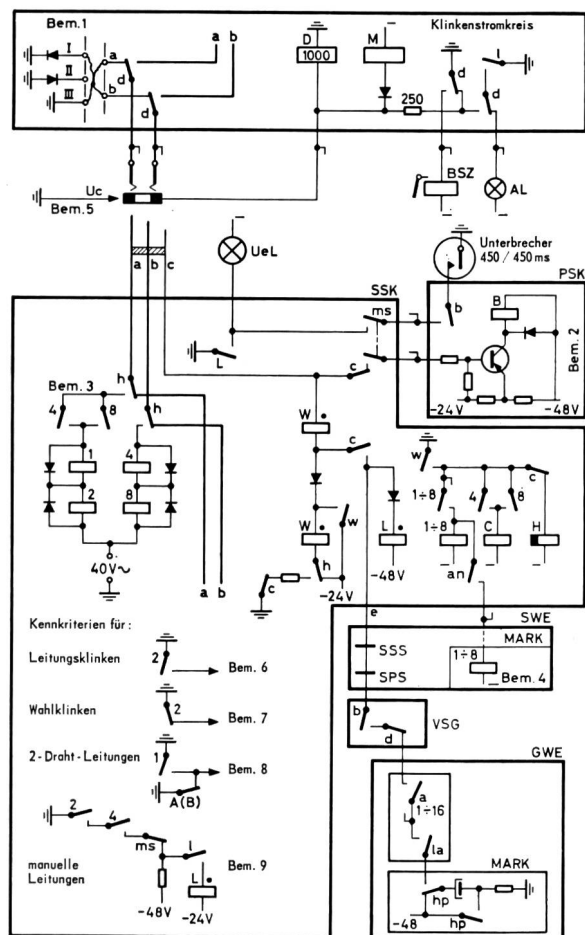 Bem.1
Klinkenstromkreis
I
II
III
a
b
d
d
a
b
D
1000
M
250
d
l
d
Uc
Bem.5
BSZ
AL
UeL
Unterbrecher
450 / 450 ms
PSK
a
b
c
SSK
ms
b
B
Bem. 2
L
c
-24V
-48V
Bem. 3
h
4
8
h
1
4
2
8
40V~
a
b
W
c
w
W
h
c
-24V
L
-48V
w
1÷8
4
8
c
1÷8
C
H
an
e
SWE
MARK
1÷8
Bem. 4
SSS
SPS
b
d
VSG
GWE
a
1÷16
la
MARK
hp
hp
-48
Kennkriterien für :
Leitungsklinken
2
Bem. 6
Wahlklinken
2
Bem. 7
2-Draht-Leitungen
1
Bem. 8
A(B)
2
4
ms
l
Bem. 9
manuelle
Leitungen
L
-48V
-24V